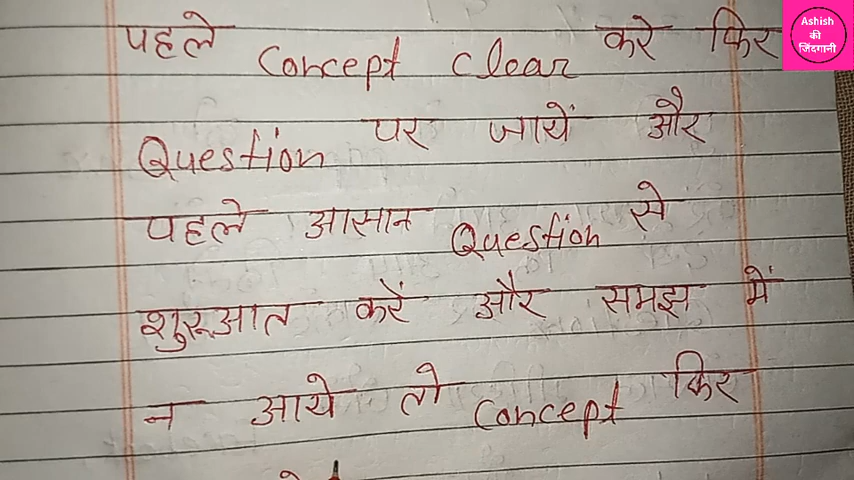 Ashish
की
जिंदगानी
पहले Concept clear करे फिर
Question पर जायें और
पहले आसान Question से
शुरूआत करें और समझ में
न आये तो Concept फिर